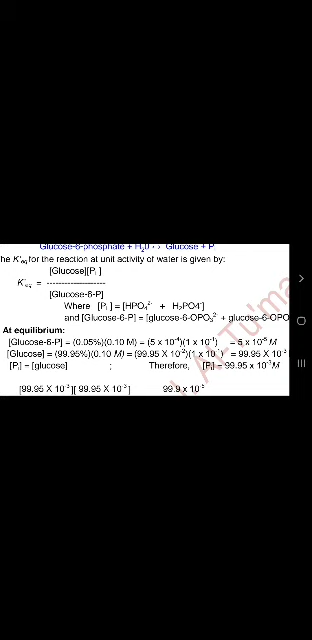 Glucose-6-phosphate + H₂0 ↔ Glucose + P
he K'eq for the reaction at unit activity of water is given by:
[Glucose][Pᵢ ]
K'eq = --------------------
[Glucose-6-P]
Where [Pᵢ ] = [HPO₄²⁻ + H₂PO4⁻]
and [Glucose-6-P] = [glucose-6-OPO₃²⁻ + glucose-6-OPO
At equilibrium:
[Glucose-6-P] = (0.05%)(0.10 M) = (5 x 10⁻⁴)(1 x 10⁻¹) = 5 x 10⁻⁵ M
[Glucose] = (99.95%)(0.10 M) = (99.95 X 10⁻²)(1 x 10⁻¹) = 99.95 X 10⁻³
[Pᵢ] = [glucose] ; Therefore, [Pᵢ] = 99.95 x 10⁻³ M
[99.95 X 10⁻³][ 99.95 X 10⁻³] 99.9 x 10⁻⁵